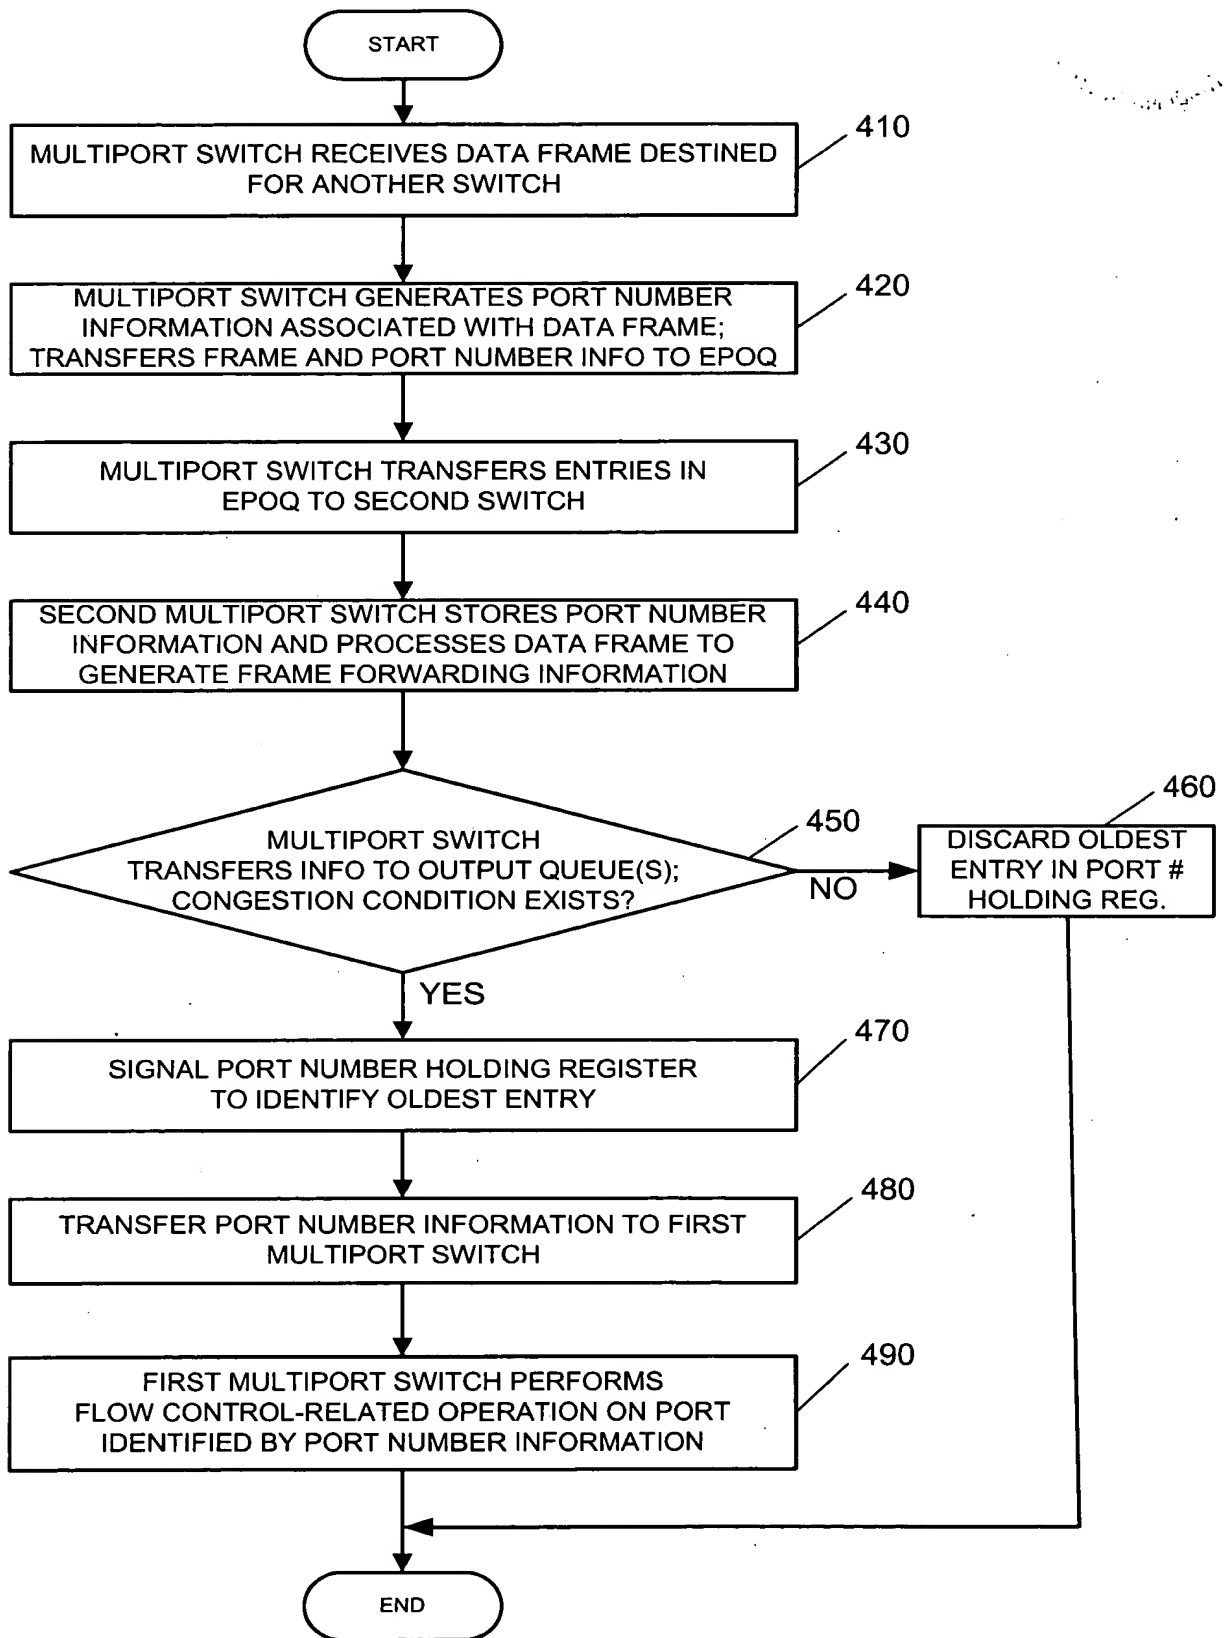 START
410
MULTIPORT SWITCH RECEIVES DATA FRAME DESTINED
FOR ANOTHER SWITCH
420
MULTIPORT SWITCH GENERATES PORT NUMBER
INFORMATION ASSOCIATED WITH DATA FRAME;
TRANSFERS FRAME AND PORT NUMBER INFO TO EPOQ
430
MULTIPORT SWITCH TRANSFERS ENTRIES IN
EPOQ TO SECOND SWITCH
440
SECOND MULTIPORT SWITCH STORES PORT NUMBER
INFORMATION AND PROCESSES DATA FRAME TO
GENERATE FRAME FORWARDING INFORMATION
450
MULTIPORT SWITCH
TRANSFERS INFO TO OUTPUT QUEUE(S);
CONGESTION CONDITION EXISTS?
NO
460
DISCARD OLDEST
ENTRY IN PORT #
HOLDING REG.
YES
470
SIGNAL PORT NUMBER HOLDING REGISTER
TO IDENTIFY OLDEST ENTRY
480
TRANSFER PORT NUMBER INFORMATION TO FIRST
MULTIPORT SWITCH
490
FIRST MULTIPORT SWITCH PERFORMS
FLOW CONTROL-RELATED OPERATION ON PORT
IDENTIFIED BY PORT NUMBER INFORMATION
END